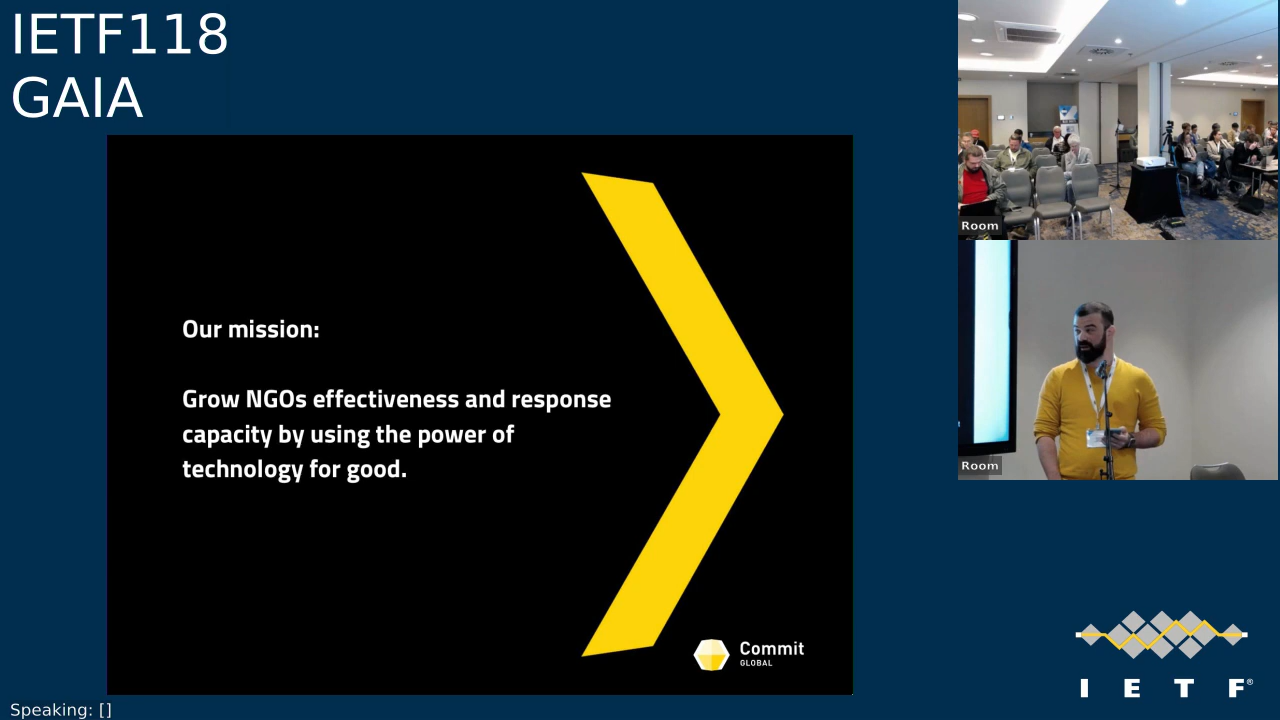 IETF118
GAIA
Our mission:
Grow NGOs effectiveness and response
capacity by using the power of
technology for good.
Commit
GLOBAL
Room
Room
I E T F®
Speaking: []